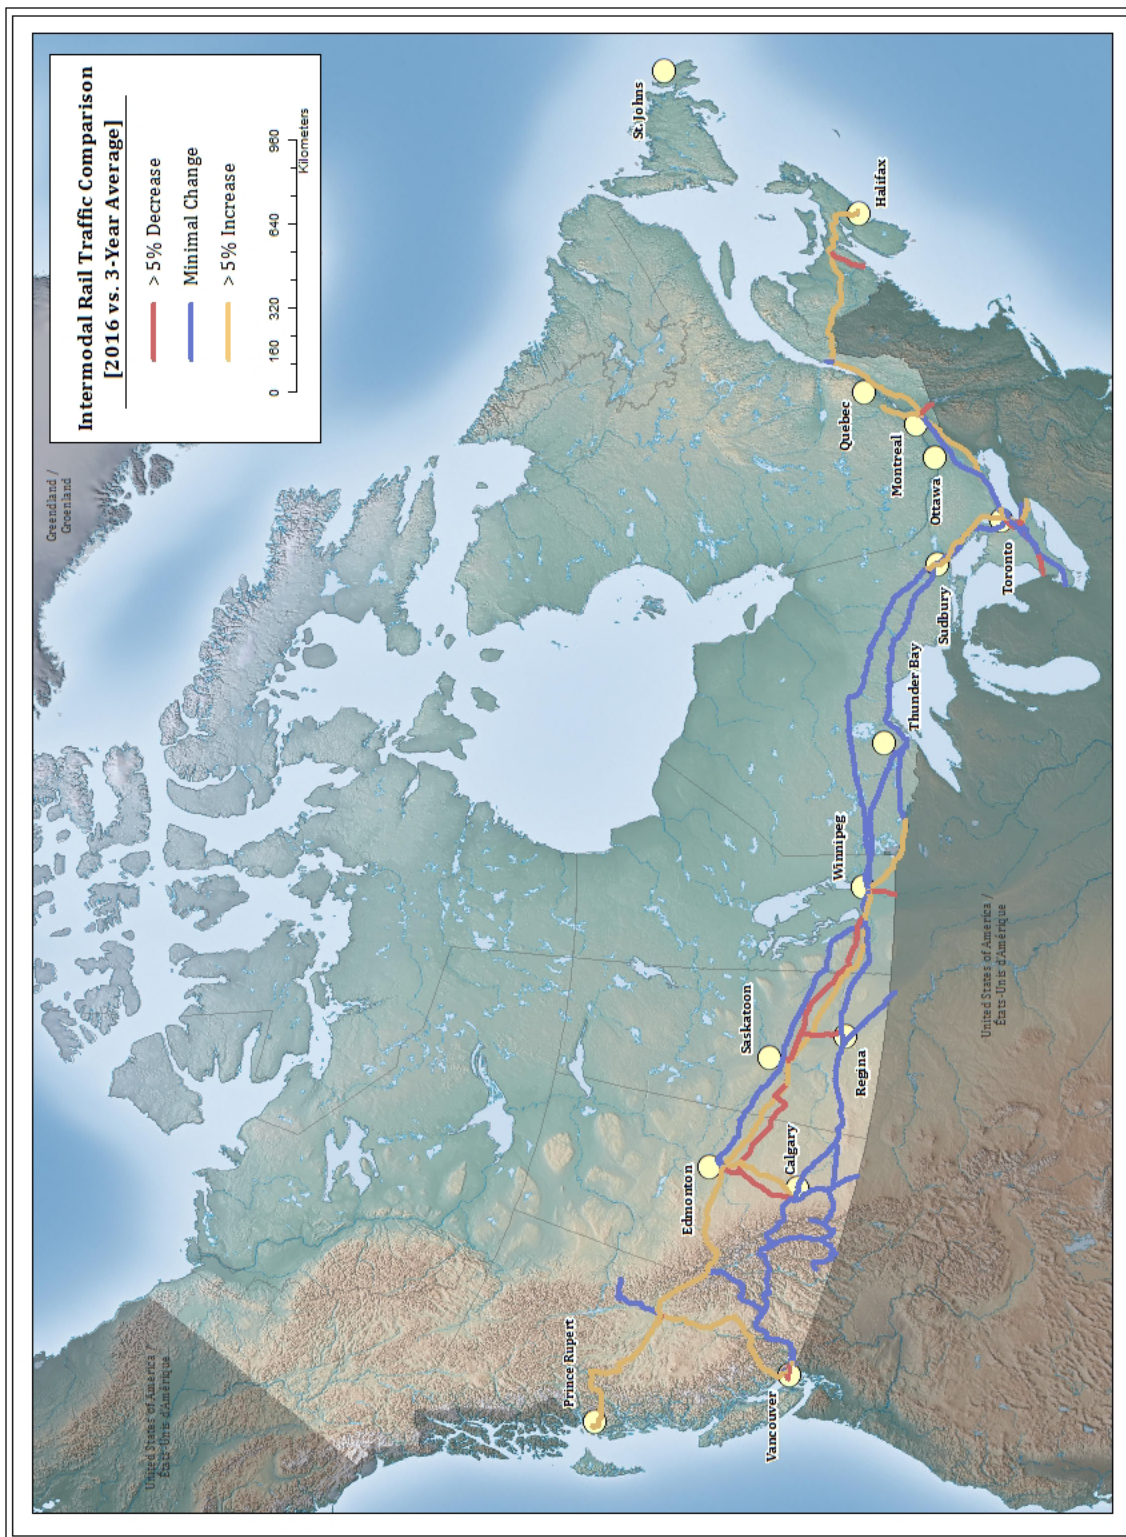 Intermodal Rail Traffic Comparison
[2016 vs. 3-Year Average]
> 5% Decrease
Minimal Change
> 5% Increase
0 160 320 640 960
Kilometers
Greendland /
Groenland
United States of America /
États-Unis d'Amérique
St. Johns
Halifax
Quebec
Montreal
Ottawa
Toronto
Sudbury
Thunder Bay
Winnipeg
Saskatoon
Regina
Calgary
Edmonton
Prince Rupert
Vancouver
United States of America /
États-Unis d'Amérique